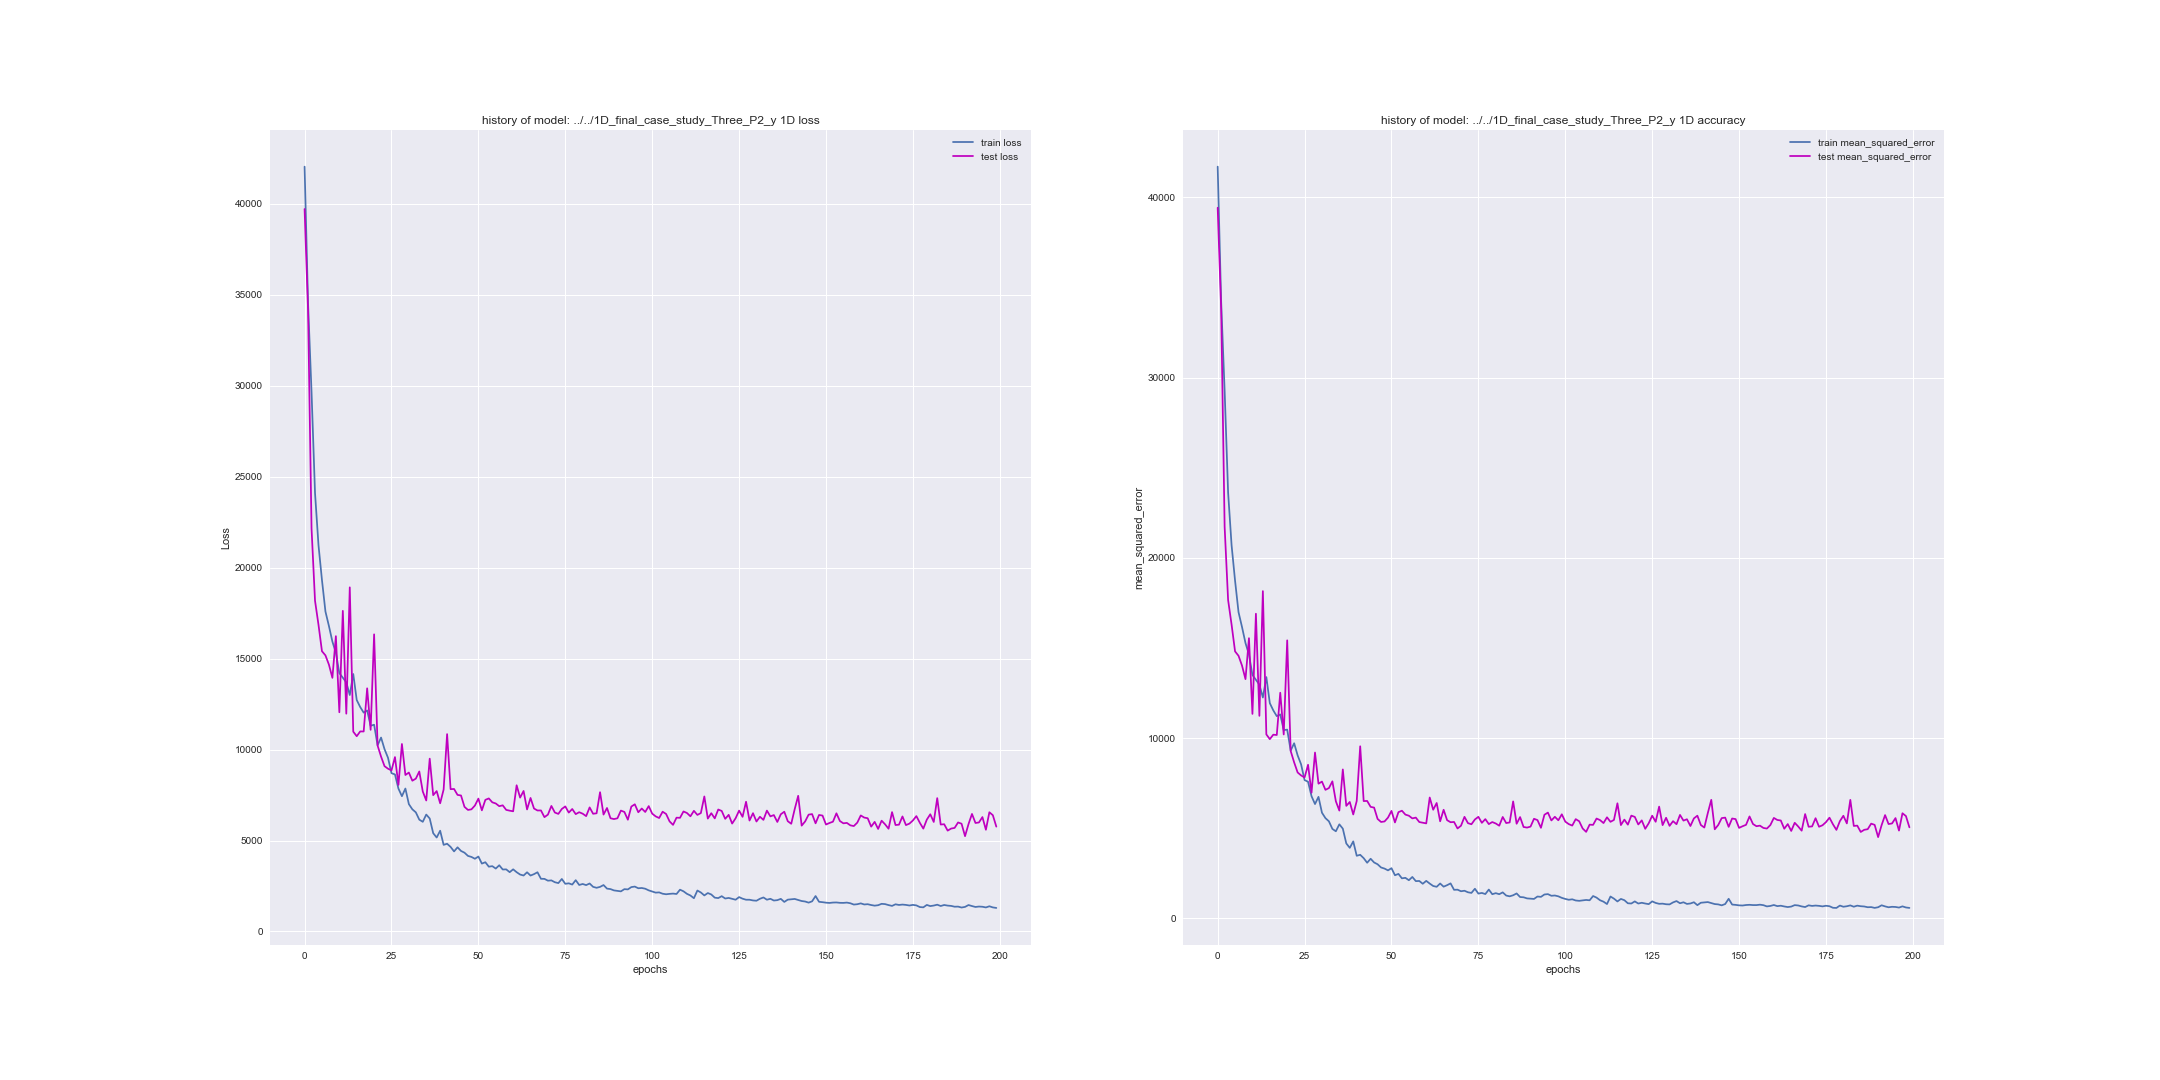 history of model: ../../1D_final_case_study_Three_P2_y 1D loss
train loss
test loss
40000
35000
30000
25000
20000
15000
10000
5000
0
Loss
0 25 50 75 100 125 150 175 200
epochs
history of model: ../../1D_final_case_study_Three_P2_y 1D accuracy
train mean_squared_error
test mean_squared_error
40000
30000
20000
10000
0
mean_squared_error
0 25 50 75 100 125 150 175 200
epochs